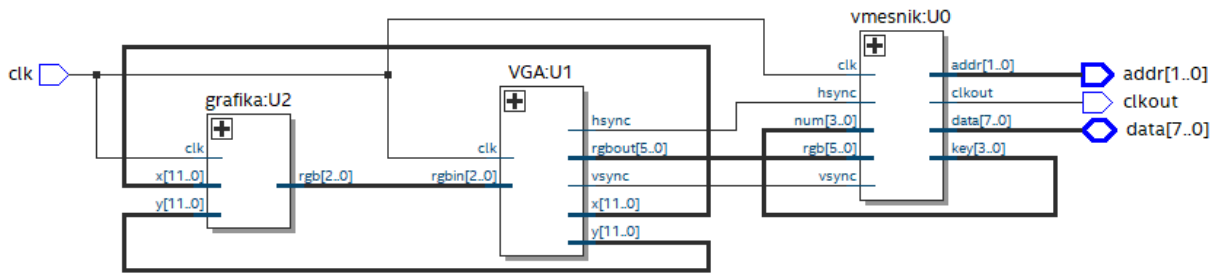 clk
grafika:U2
clk
x[11..0]
y[11..0]
rgb[2..0]
VGA:U1
clk
rgbin[2..0]
hsync
rgbout[5..0]
vsync
x[11..0]
y[11..0]
vmesnik:U0
clk
hsync
num[3..0]
rgb[5..0]
vsync
addr[1..0]
clkout
data[7..0]
key[3..0]
addr[1..0]
clkout
data[7..0]